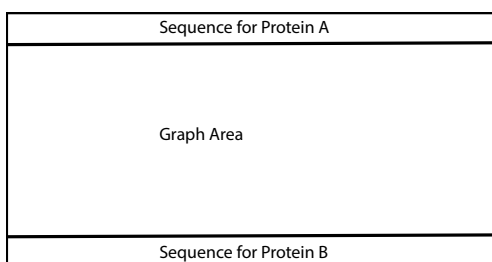 Sequence for Protein A
Graph Area
Sequence for Protein B